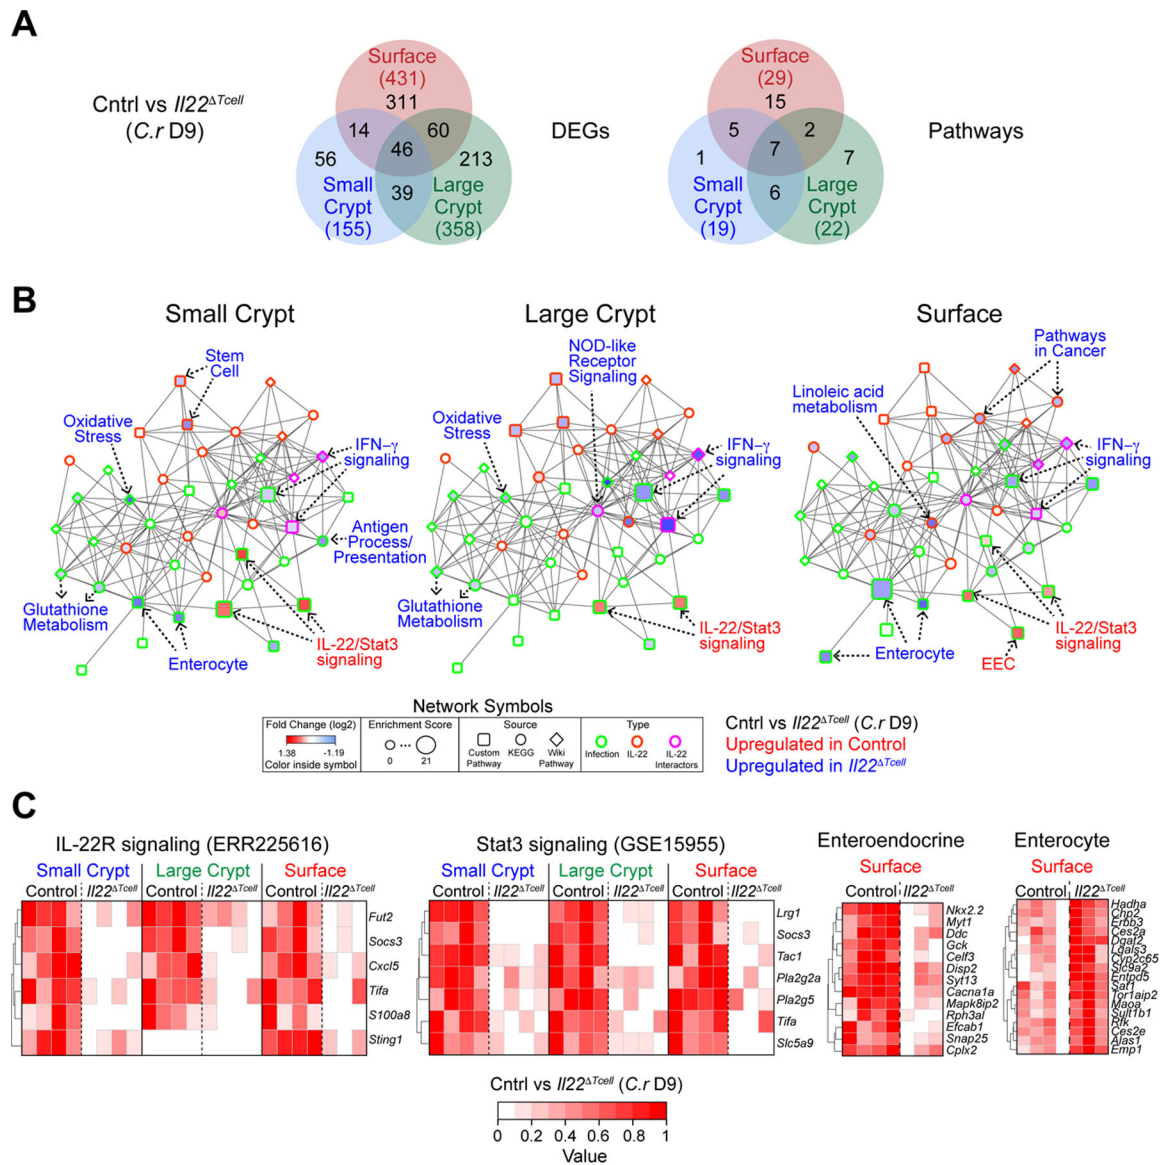 A
Cntrl vs Il22ΔTcell
(C.r D9)
Surface
(431)
311
14
60
46
56
213
39
Small
Crypt
(155)
Large
Crypt
(358)
DEGs
Surface
(29)
15
5
2
7
1
7
6
Small
Crypt
(19)
Large
Crypt
(22)
Pathways
B
Small Crypt
Stem
Cell
Oxidative
Stress
IFN–γ
signaling
Antigen
Process/
Presentation
Glutathione
Metabolism
Enterocyte
IL-22/Stat3
signaling
Large Crypt
NOD-like
Receptor
Signaling
Oxidative
Stress
IFN–γ
signaling
Glutathione
Metabolism
IL-22/Stat3
signaling
Surface
Pathways
in Cancer
Linoleic acid
metabolism
IFN–γ
signaling
Enterocyte
EEC
IL-22/Stat3
signaling
Network Symbols
Fold Change (log2)
1.38
-1.19
Color inside symbol
Enrichment Score
0
21
Source
Custom
Pathway
KEGG
Wiki
Pathway
Type
Infection
IL-22
IL-22
Interactors
Cntrl vs Il22ΔTcell (C.r D9)
Upregulated in Control
Upregulated in Il22ΔTcell
C
IL-22R signaling (ERR225616)
Small Crypt
Large Crypt
Surface
Control
Il22ΔTcell
Control
Il22ΔTcell
Control
Il22ΔTcell
Fut2
Socs3
Cxcl5
Tifa
S100a8
Sting1
Stat3 signaling (GSE15955)
Small Crypt
Large Crypt
Surface
Control
Il22ΔTcell
Control
Il22ΔTcell
Control
Il22ΔTcell
Lrg1
Socs3
Tac1
Pla2g2a
Pla2g5
Tifa
Slc5a9
Enteroendocrine
Surface
Control
Il22ΔTcell
Nkx2.2
Myt1
Ddc
Gck
Celf3
Disp2
Syt13
Cacna1a
Mapk8ip2
Rph3al
Efcab1
Snap25
Cplx2
Enterocyte
Surface
Control
Il22ΔTcell
Hadha
Chp2
Erbb3
Ces2a
Dgat2
Lgals3
Cyp2c65
Slc9a2
Entpd5
Sat1
Tor1aip2
Maoa
Sult1b1
Rfk
Ces2e
Alas1
Emp1
Cntrl vs Il22ΔTcell (C.r D9)
0
0.2
0.4
0.6
0.8
1
Value